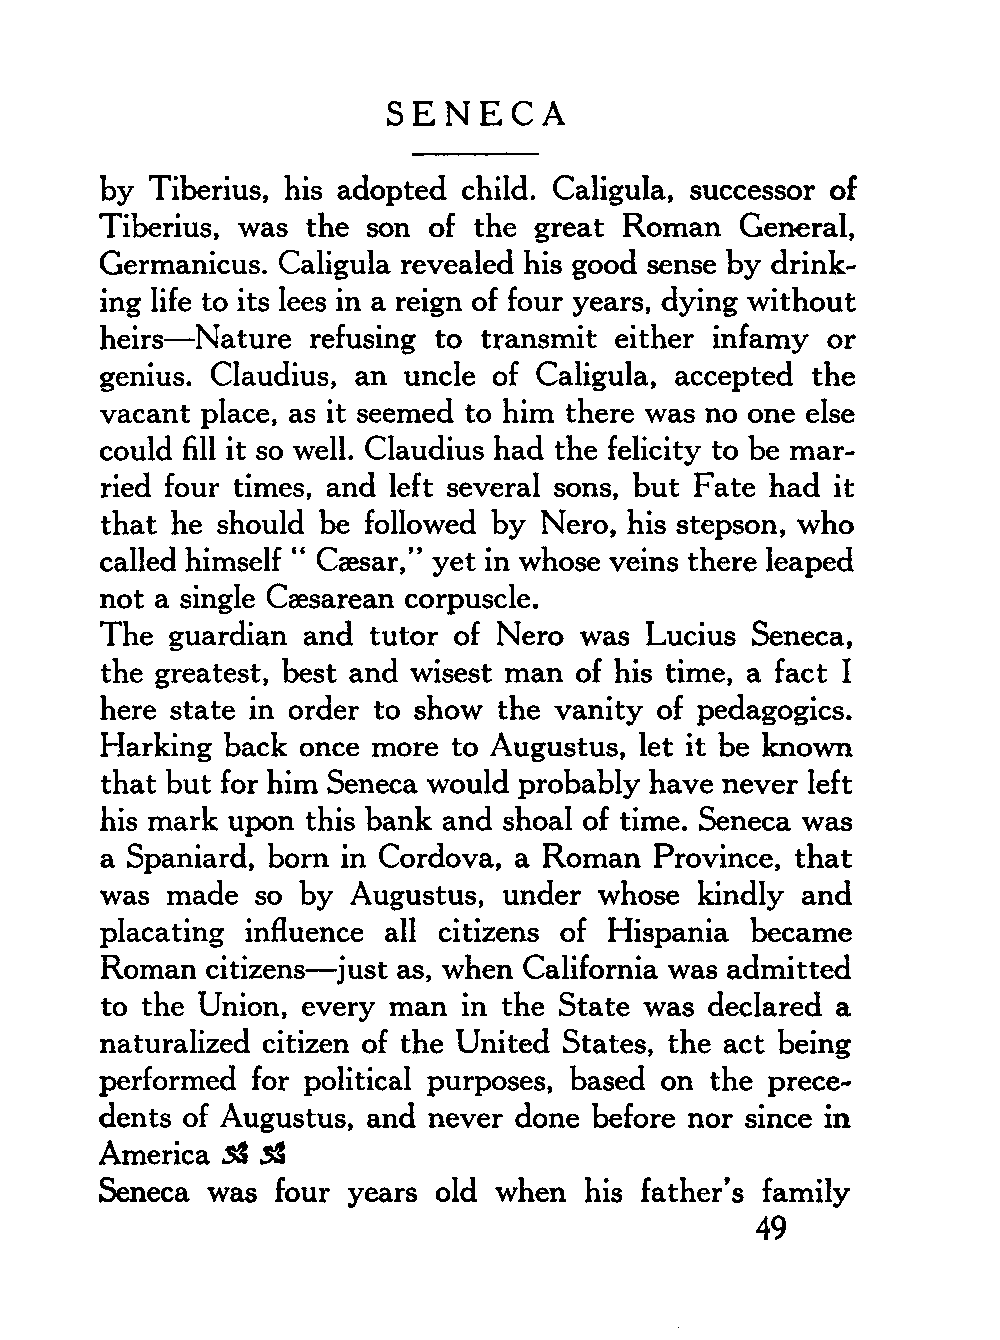 SENECA
by Tiberius, his adopted child. Caligula, successor of
Tiberius, was the son of the great Roman General,
Germanicus. Caligula revealed his good sense by drink-
ing life to its lees in a reign of four years, dying without
heirs—Nature refusing to transmit either infamy or
genius. Claudius, an uncle of Caligula, accepted the
vacant place, as it seemed to him there was no one else
could fill it so well. Claudius had the felicity to be mar-
ried four times, and left several sons, but Fate had it
that he should be followed by Nero, his stepson, who
called himself “ Cæsar,” yet in whose veins there leaped
not a single Cæsarean corpuscle.
The guardian and tutor of Nero was Lucius Seneca,
the greatest, best and wisest man of his time, a fact I
here state in order to show the vanity of pedagogics.
Harking back once more to Augustus, let it be known
that but for him Seneca would probably have never left
his mark upon this bank and shoal of time. Seneca was
a Spaniard, born in Cordova, a Roman Province, that
was made so by Augustus, under whose kindly and
placating influence all citizens of Hispania became
Roman citizens—just as, when California was admitted
to the Union, every man in the State was declared a
naturalized citizen of the United States, the act being
performed for political purposes, based on the prece-
dents of Augustus, and never done before nor since in
America
Seneca was four years old when his father's family
49